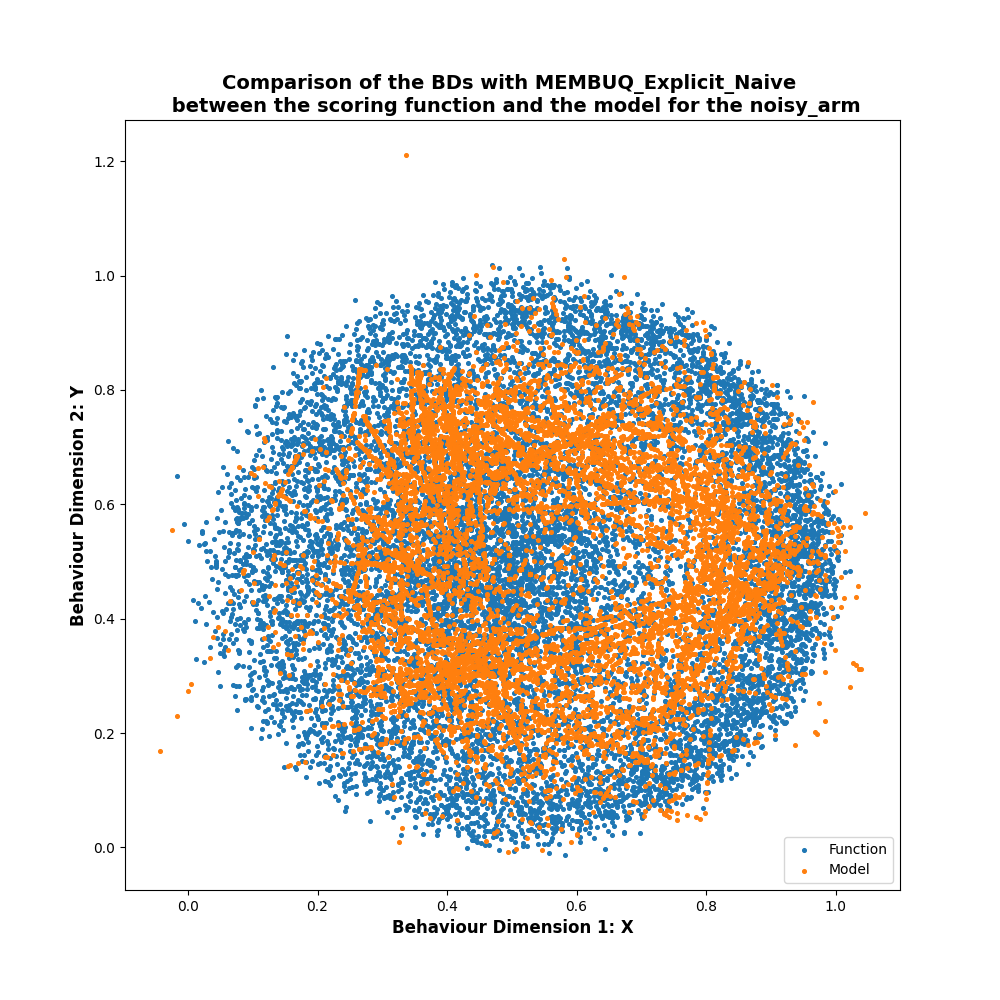 Comparison of the BDs with MEMBUQ_Explicit_Naive
between the scoring function and the model for the noisy_arm
1.2
1.0
0.8
0.6
0.4
0.2
0.0
Behaviour Dimension 2: Y
0.0 0.2 0.4 0.6 0.8 1.0
Behaviour Dimension 1: X
Function
Model